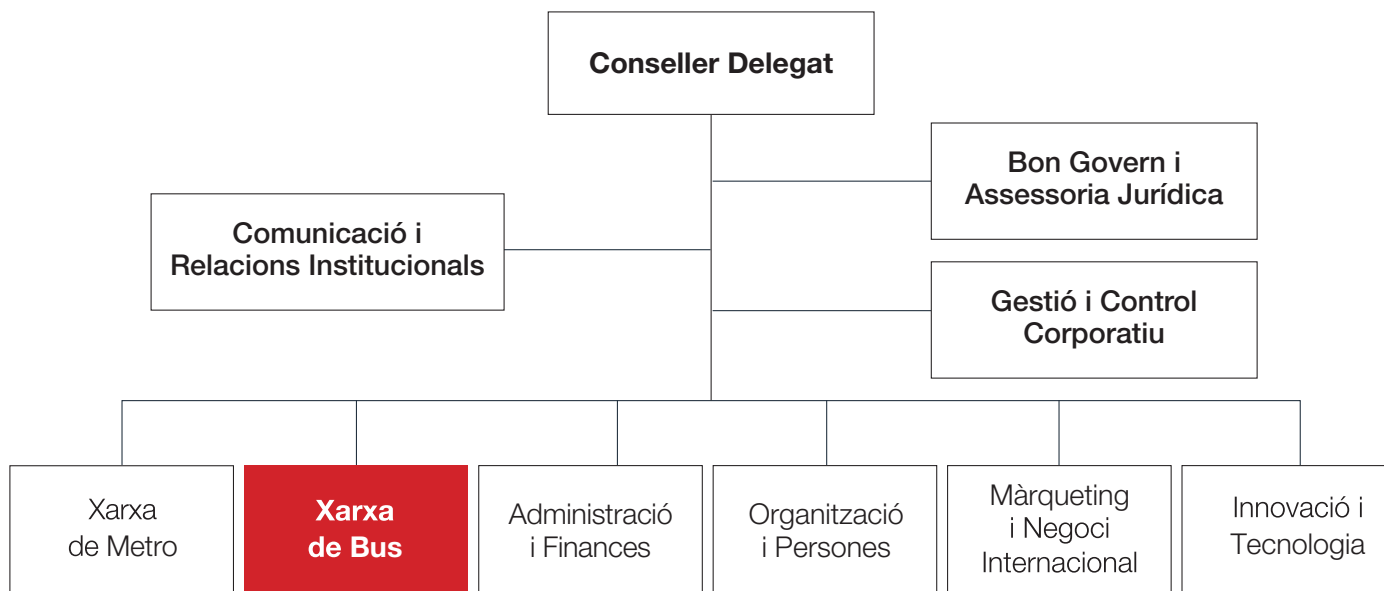 Conseller Delegat
Bon Govern i
Assessoria Jurídica
Comunicació i
Relacions Institucionals
Gestió i Control
Corporatiu
Xarxa
de Metro
Xarxa
de Bus
Administració
i Finances
Organització
i Persones
Màrqueting
i Negoci
Internacional
Innovació i
Tecnologia